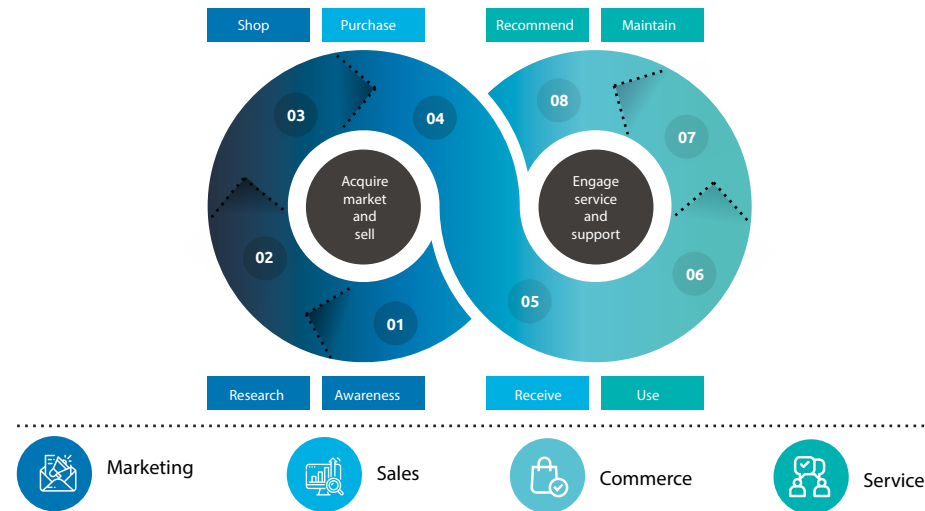 Shop
Purchase
Recommend
Maintain
03
04
08
07
Acquire
market
and
sell
Engage
service
and
support
02
01
05
06
Research
Awareness
Receive
Use
Marketing
Sales
Commerce
Service